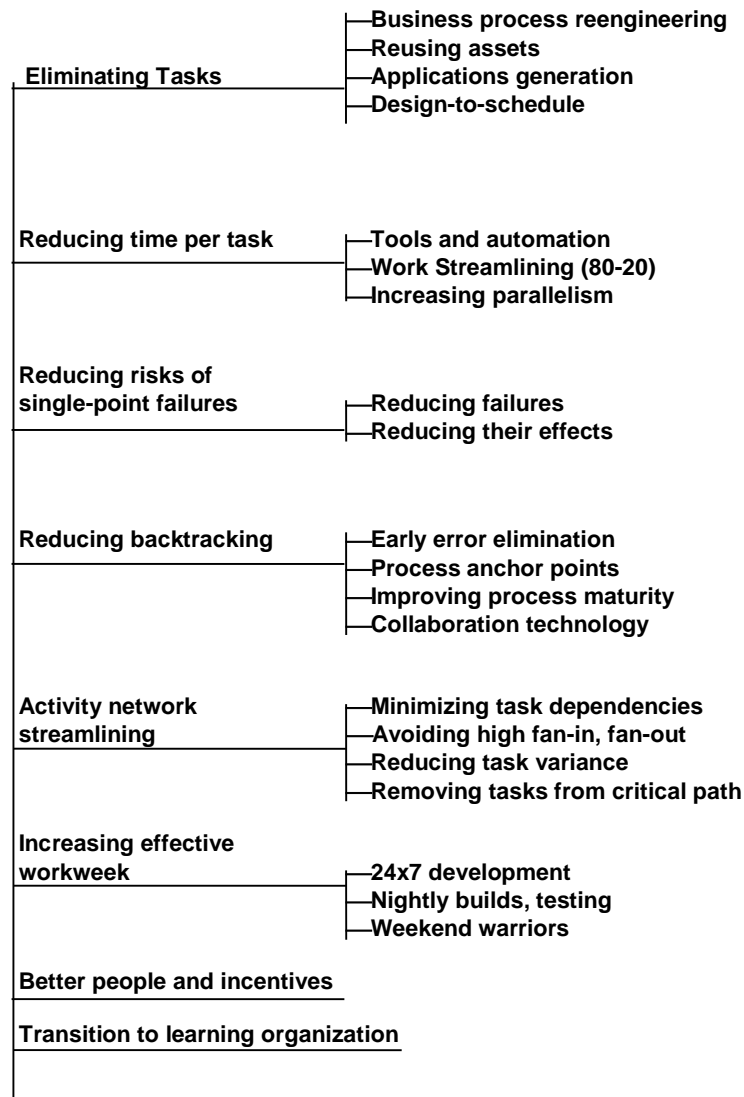 Business process reengineering
Reusing assets
Eliminating Tasks
Applications generation
Design-to-schedule
Reducing time per task
Tools and automation
Work Streamlining (80-20)
Increasing parallelism
Reducing risks of
single-point failures
Reducing failures
Reducing their effects
Reducing backtracking
Early error elimination
Process anchor points
Improving process maturity
Collaboration technology
Activity network
streamlining
Minimizing task dependencies
Avoiding high fan-in, fan-out
Reducing task variance
Removing tasks from critical path
Increasing effective
workweek
24x7 development
Nightly builds, testing
Weekend warriors
Better people and incentives
Transition to learning organization